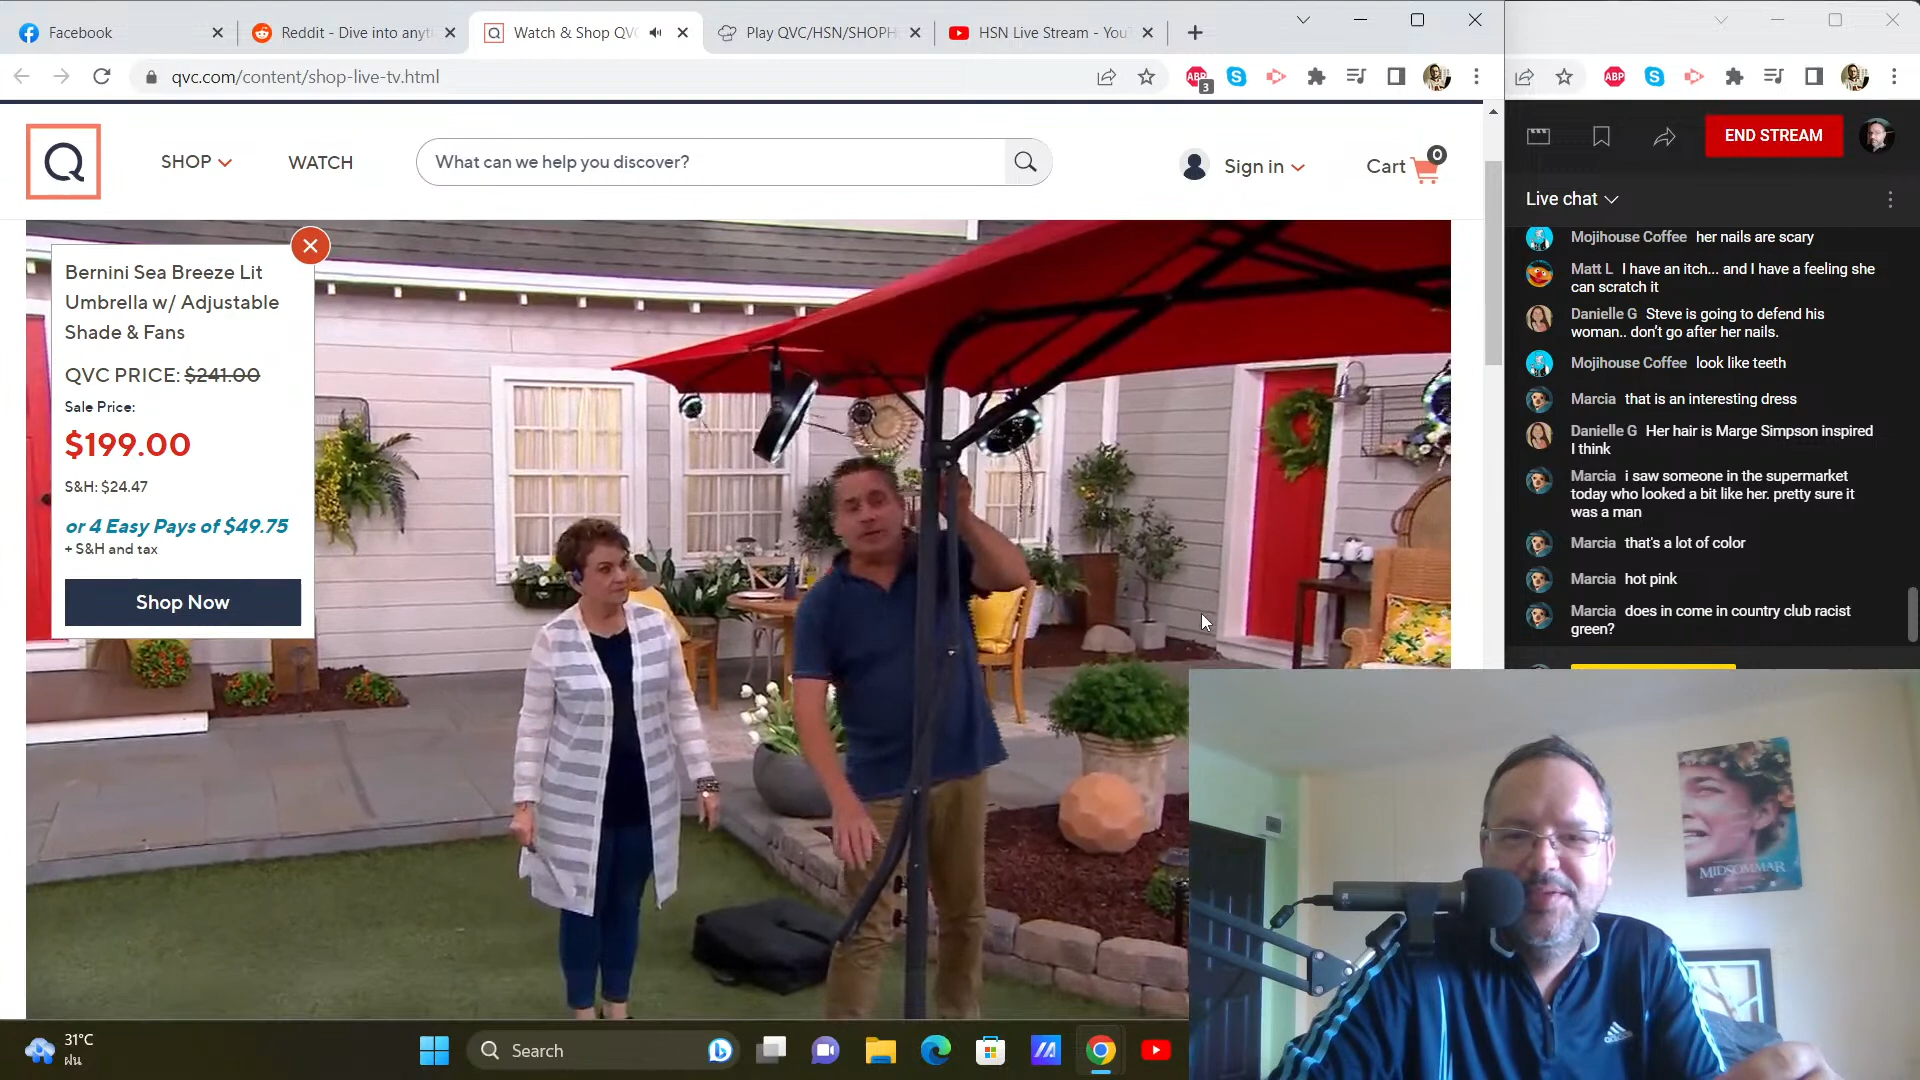 Facebook
Reddit - Dive into anyt
Watch & Shop QVC
Play QVC/HSN/SHOPH
HSN Live Stream - You
qvc.com/content/shop-live-tv.html
ABP
3
ABP
Q
SHOP
WATCH
What can we help you discover?
Sign in
Cart
0
END STREAM
Live chat
Bernini Sea Breeze Lit
Umbrella w/ Adjustable
Shade & Fans
QVC PRICE: $241.00
Sale Price:
$199.00
S&H: $24.47
or 4 Easy Pays of $49.75
+ S&H and tax
Shop Now
Mojihouse Coffee her nails are scary
Matt L I have an itch... and I have a feeling she
can scratch it
Danielle G Steve is going to defend his
woman.. don't go after her nails.
Mojihouse Coffee look like teeth
Marcia that is an interesting dress
Danielle G Her hair is Marge Simpson inspired
I think
Marcia i saw someone in the supermarket
today who looked a bit like her. pretty sure it
was a man
Marcia that's a lot of color
Marcia hot pink
Marcia does in come in country club racist
green?
MIDSOMMAR
adidas
31°C
ฝน
Search